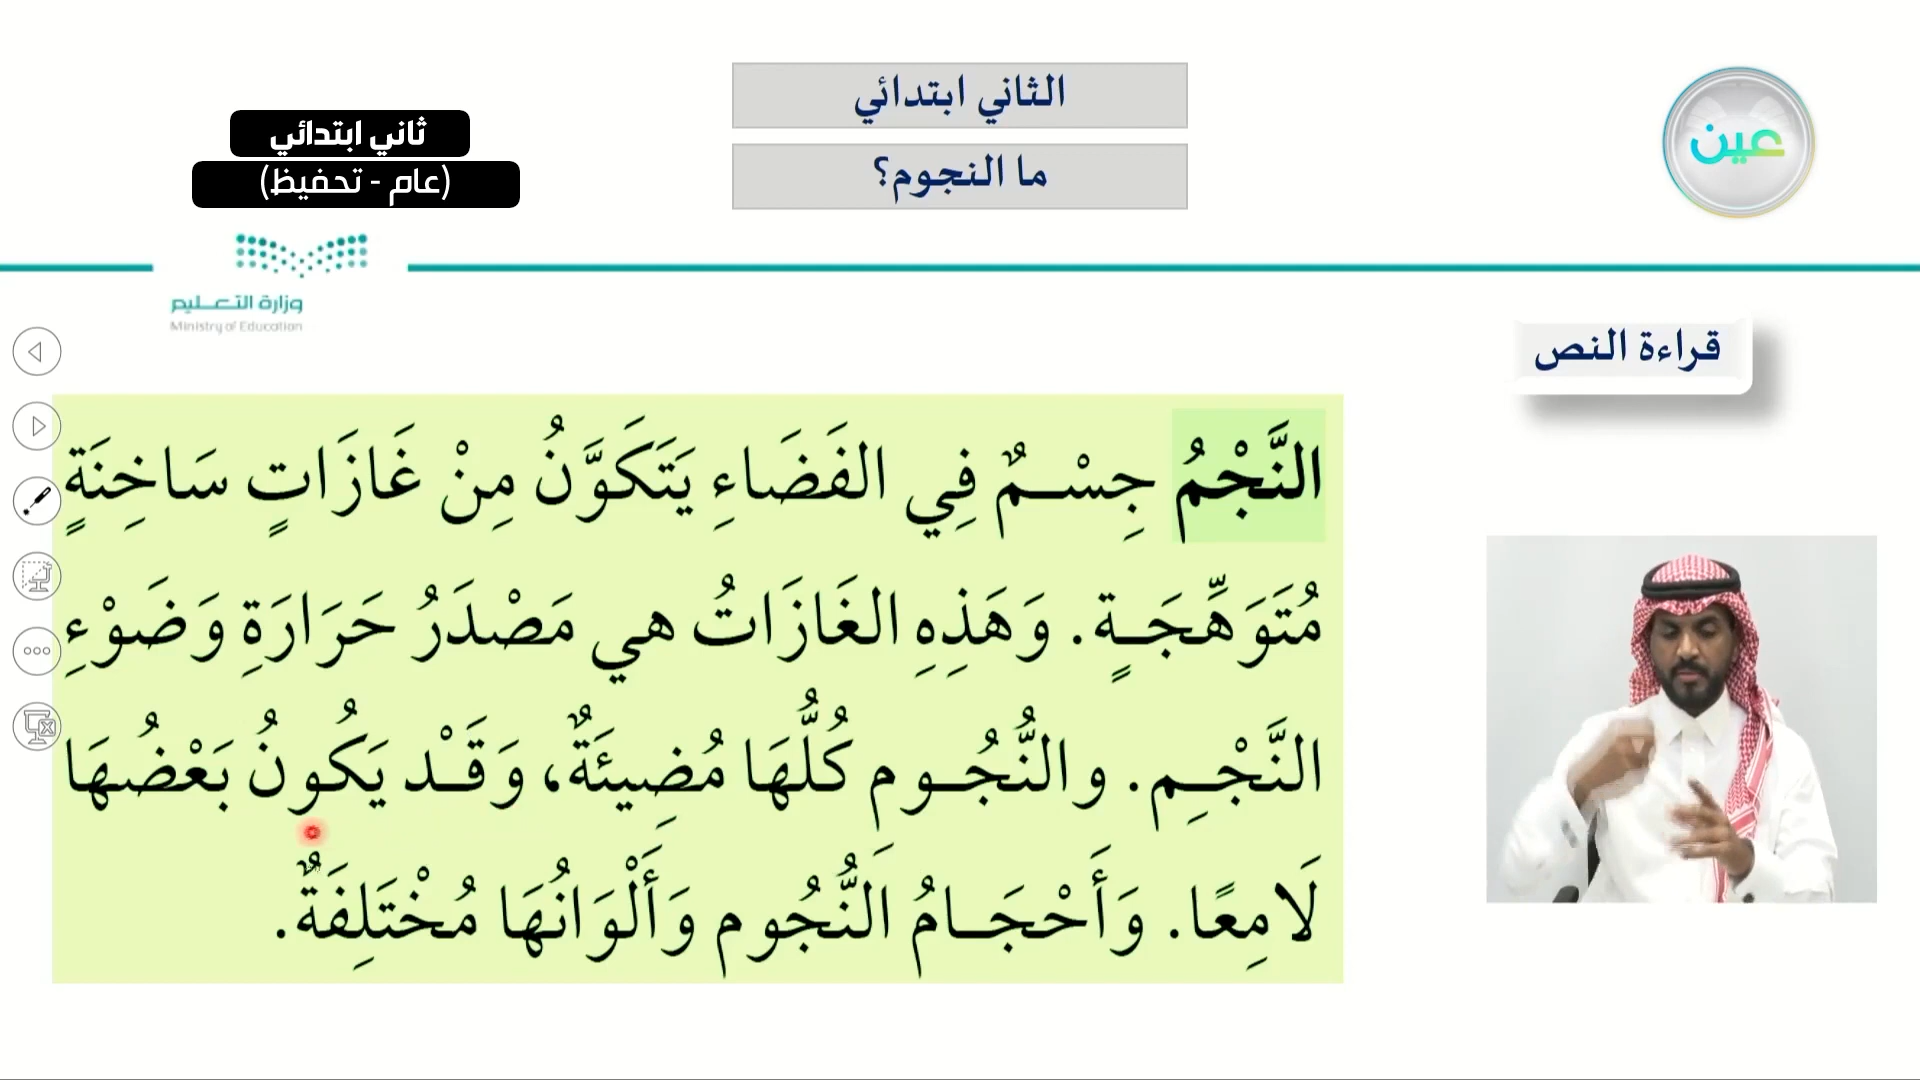 الثاني ابتدائي
ما النجوم؟
عين
ثاني ابتدائي
(عام - تحفيظ)
وزارة التعليم
Ministry of Education
قراءة النص
النَّجْمُ جِسْمٌ فِي الفَضَاءِ يَتَكَوَّنُ مِنْ غَازَاتٍ سَاخِنَةٍ
مُتَوَهِّجَةٍ. وَهَذِهِ الغَازَاتُ هي مَصْدَرُ حَرَارَةِ وَضَوْءِ
النَّجْمِ. والنُّجُوم كُلُّهَا مُضِيئَةٌ، وَقَدْ يَكُونُ بَعْضُهَا
لَامِعًا. وَأَحْجَامُ النُّجُوم وَأَلْوَانُهَا مُخْتَلِفَةٌ.